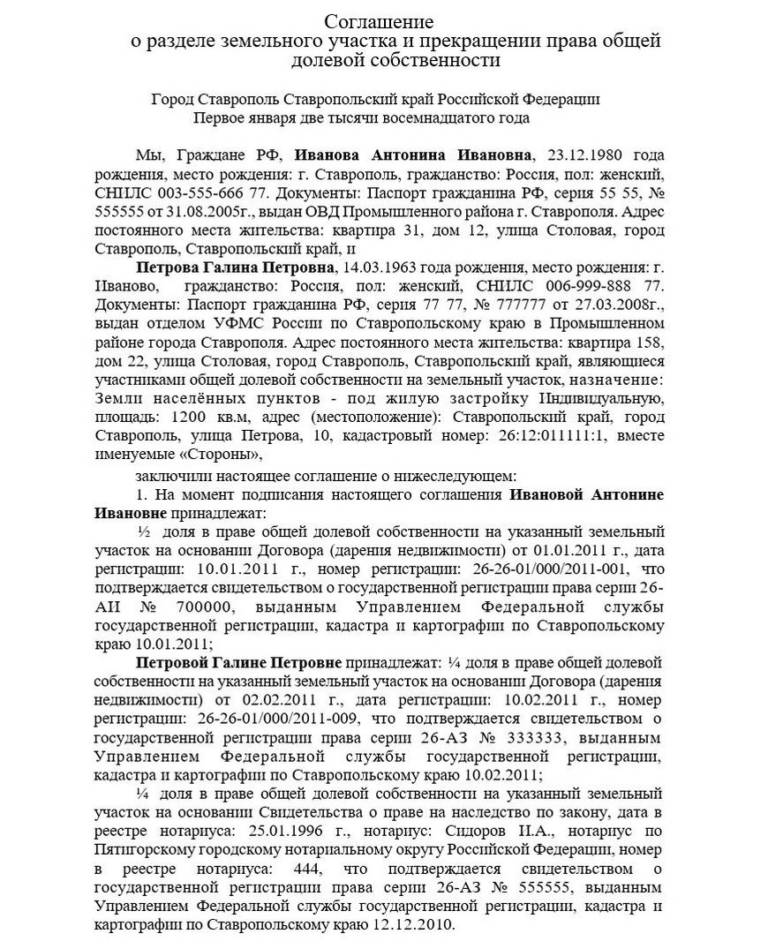 Соглашение
о разделе земельного участка и прекращении права общей
долевой собственности
Город Ставрополь Ставропольский край Российской Федерации
Первое января две тысячи восемнадцатого года
Мы, Граждане РФ, Иванова Антонина Ивановна, 23.12.1980 года
рождения, место рождения: г. Ставрополь, гражданство: Россия, пол: женский,
СНИЛС 003-555-666 77. Документы: Паспорт гражданина РФ, серия 55 55, №
555555 от 31.08.2005г., выдан ОВД Промышленного района г. Ставрополя. Адрес
постоянного места жительства: квартира 31, дом 12, улица Столовая, город
Ставрополь, Ставропольский край, и
Петрова Галина Петровна, 14.03.1963 года рождения, место рождения: г.
Иваново, гражданство: Россия, пол: женский, СНИЛС 006-999-888 77.
Документы: Паспорт гражданина РФ, серия 77 77, № 777777 от 27.03.2008г.,
выдан отделом УФМС России по Ставропольскому краю в Промышленном
районе города Ставрополя. Адрес постоянного места жительства: квартира 158,
дом 22, улица Столовая, город Ставрополь, Ставропольский край, являющиеся
участниками общей долевой собственности на земельный участок, назначение:
Земли населённых пунктов - под жилую застройку Индивидуальную,
площадь: 1200 кв.м, адрес (местоположение): Ставропольский край, город
Ставрополь, улица Петрова, 10, кадастровый номер: 26:12:011111:1, вместе
именуемые «Стороны»,
заключили настоящее соглашение о нижеследующем:
1. На момент подписания настоящего соглашения Ивановой Антонине
Ивановне принадлежат:
½ доля в праве общей долевой собственности на указанный земельный
участок на основании Договора (дарения недвижимости) от 01.01.2011 г., дата
регистрации: 10.01.2011 г., номер регистрации: 26-26-01/000/2011-001, что
подтверждается свидетельством о государственной регистрации права серии 26-
АИ № 700000, выданным Управлением Федеральной службы
государственной регистрации, кадастра и картографии по Ставропольскому
краю 10.01.2011;
Петровой Галине Петровне принадлежат: ¼ доля в праве общей долевой
собственности на указанный земельный участок на основании Договора (дарения
недвижимости) от 02.02.2011 г., дата регистрации: 10.02.2011 г., номер
регистрации: 26-26-01/000/2011-009, что подтверждается свидетельством о
государственной регистрации права серии 26-АЗ № 333333, выданным
Управлением Федеральной службы государственной регистрации,
кадастра и картографии по Ставропольскому краю 10.02.2011;
¼ доля в праве общей долевой собственности на указанный земельный
участок на основании Свидетельства о праве на наследство по закону, дата в
реестре нотариуса: 25.01.1996 г., нотариус: Сидоров И.А., нотариус по
Пятигорскому городскому нотариальному округу Российской Федерации, номер
в реестре нотариуса: 444, что подтверждается свидетельством о
государственной регистрации права серии 26-АЗ № 555555, выданным
Управлением Федеральной службы государственной регистрации, кадастра и
картографии по Ставропольскому краю 12.12.2010.